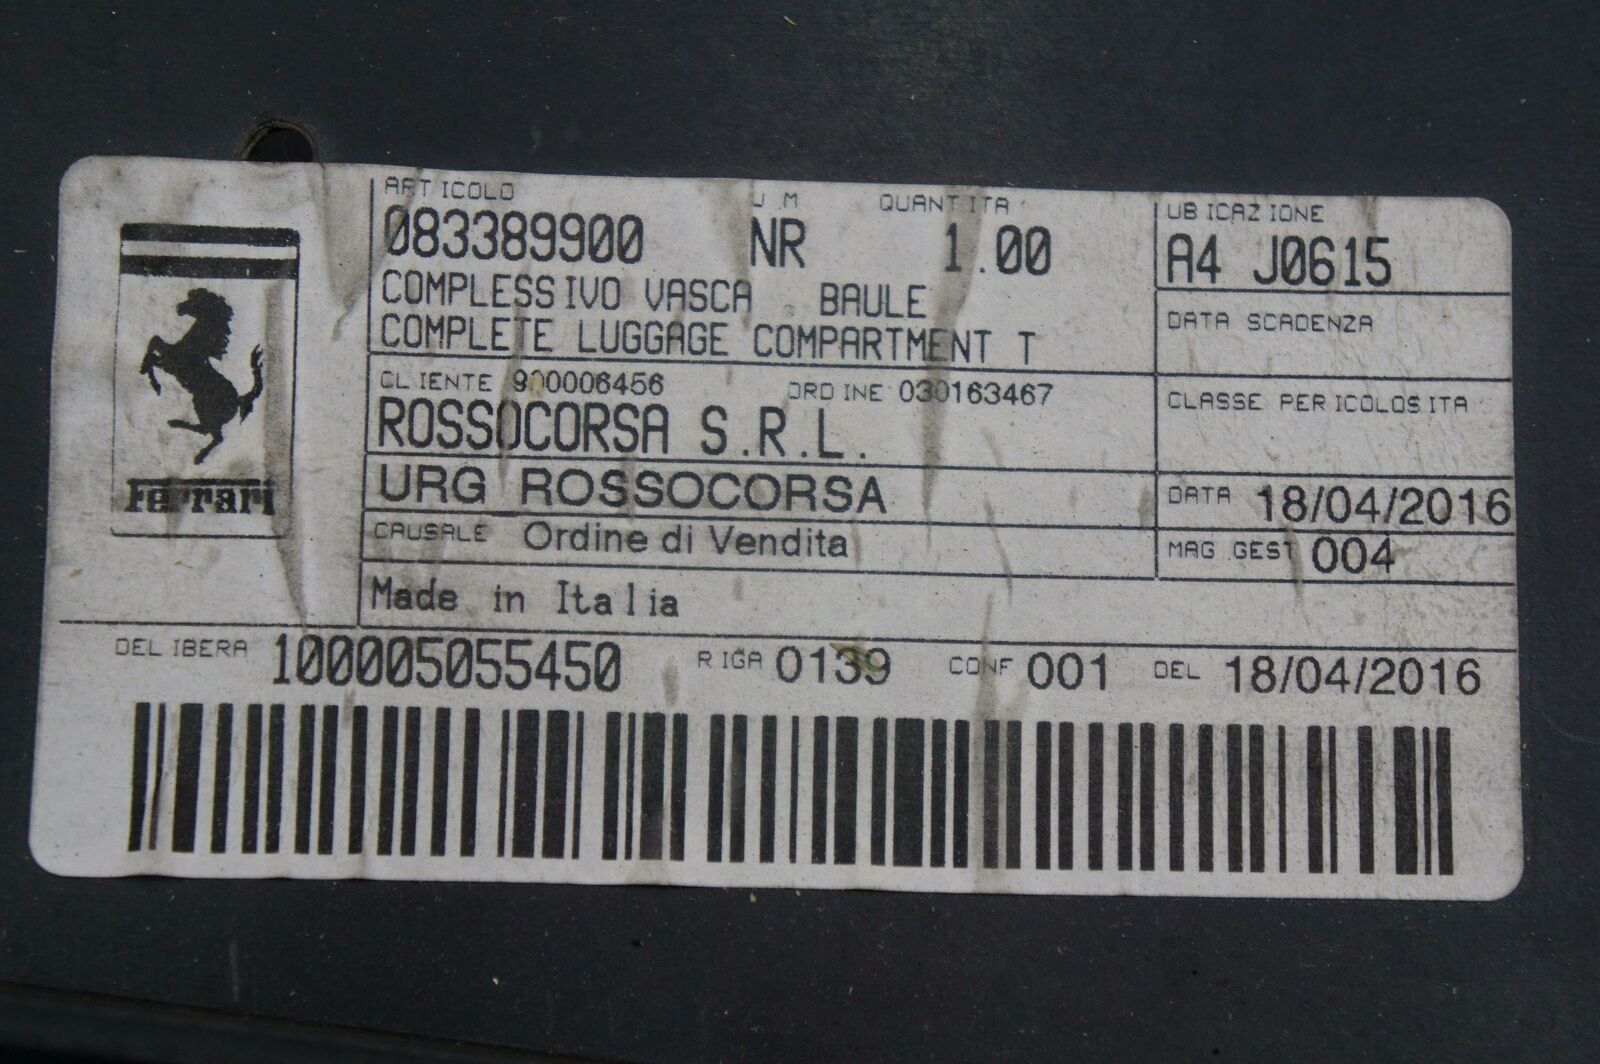 ARTICOLO U.M QUANTITA UBICAZIONE
083389900 NR 1.00 A4 J0615
COMPLESSIVO VASCA . BAULE
COMPLETE LUGGAGE COMPARTMENT T
DATA SCADENZA
CLIENTE 900006456 ORDINE 030163467
CLASSE PERICOLOSITA
ROSSOCORSA S.R.L.
URG ROSSOCORSA
DATA 18/04/2016
Ferrari
CAUSALE Ordine di Vendita
MAG.GEST 004
Made in Italia
DELIBERA 100005055450 RIGA 0139 CONF 001 DEL 18/04/2016